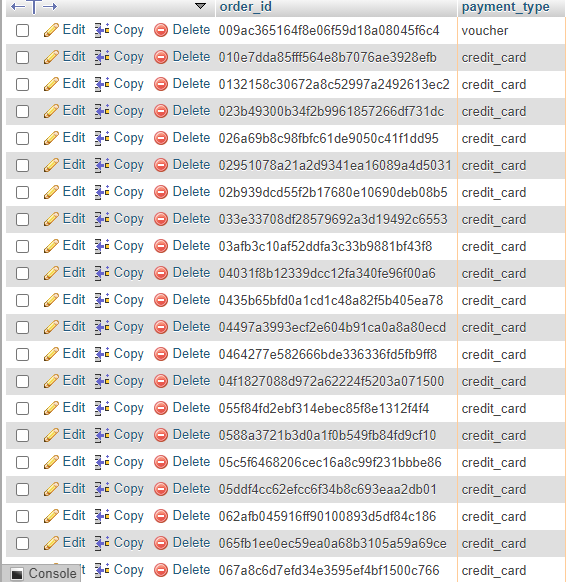 order_id payment_type
Edit Copy Delete 009ac365164f8e06f59d18a08045f6c4 voucher
Edit Copy Delete 010e7dda85fff564e8b7076ae3928efb credit_card
Edit Copy Delete 0132158c30672a8c52997a2492613ec2 credit_card
Edit Copy Delete 023b49300b34f2b9961857266df731dc credit_card
Edit Copy Delete 026a69b8c98fbfc61de9050c41f1dd95 credit_card
Edit Copy Delete 02951078a21a2d9341ea16089a4d5031 credit_card
Edit Copy Delete 02b939dcd55f2b17680e10690deb08b5 credit_card
Edit Copy Delete 033e33708df28579692a3d19492c6553 credit_card
Edit Copy Delete 03afb3c10af52ddfa3c33b9881bf43f8 credit_card
Edit Copy Delete 04031f8b12339dcc12fa340fe96f00a6 credit_card
Edit Copy Delete 0435b65bfd0a1cd1c48a82f5b405ea78 credit_card
Edit Copy Delete 04497a3993ecf2e604b91ca0a8a80ecd credit_card
Edit Copy Delete 0464277e582666bde336336fd5fb9ff8 credit_card
Edit Copy Delete 04f1827088d972a62224f5203a071500 credit_card
Edit Copy Delete 055f84fd2ebf314ebec85f8e1312f4f4 credit_card
Edit Copy Delete 0588a3721b3d0a1f0b549fb84fd9cf10 credit_card
Edit Copy Delete 05c5f6468206cec16a8c99f231bbbe86 credit_card
Edit Copy Delete 05ddf4cc62efcc6f34b8c693eaa2db01 credit_card
Edit Copy Delete 062afb045916ff90100893d5df84c186 credit_card
Edit Copy Delete 065fb1ee0ec59ea0a68b3105a59a69ce credit_card
Console Copy Delete 067a8c6d7efd34e3595ef4bf1500c766 credit_card